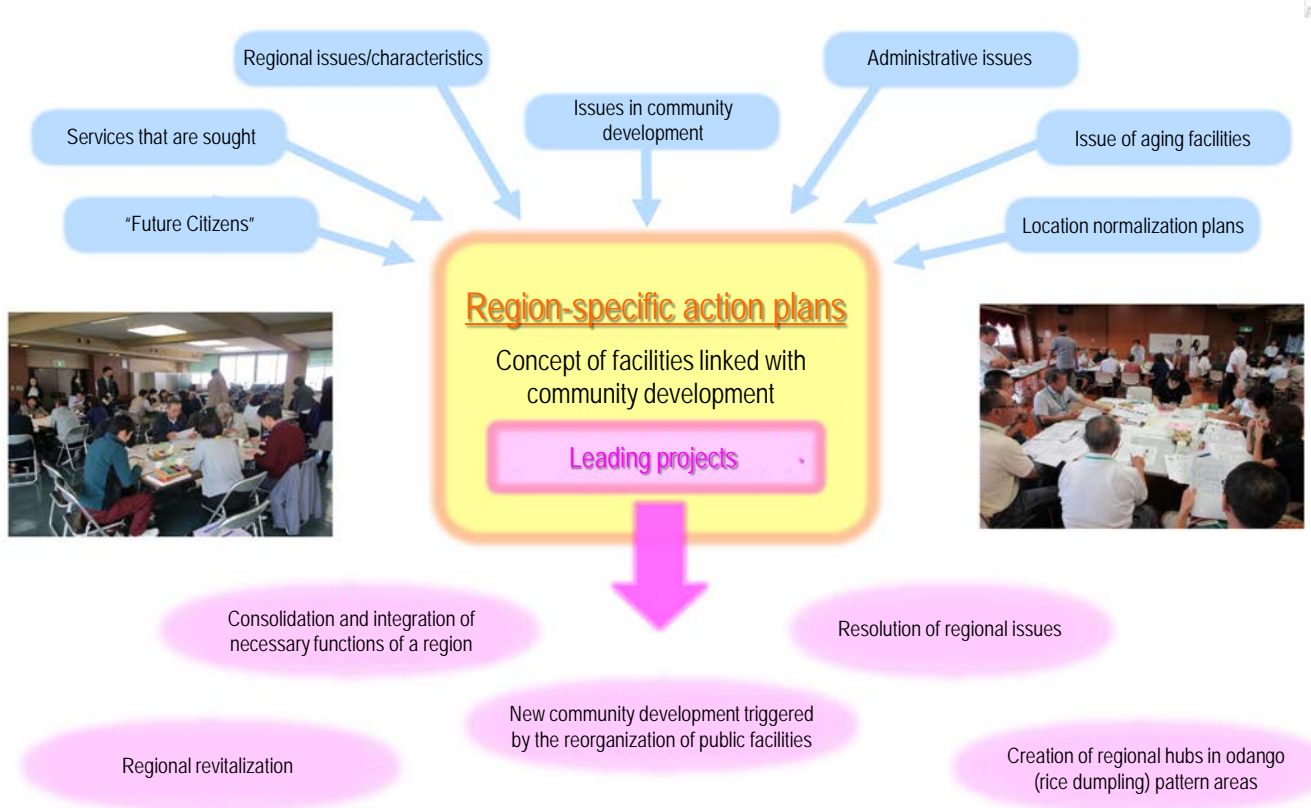 Regional issues/characteristics
Administrative issues
Issues in community
development
Services that are sought
Issue of aging facilities
"Future Citizens"
Location normalization plans
Region-specific action plans
Concept of facilities linked with
community development
Leading projects
Consolidation and integration of
necessary functions of a region
Resolution of regional issues
New community development triggered
by the reorganization of public facilities
Regional revitalization
Creation of regional hubs in odango
(rice dumpling) pattern areas